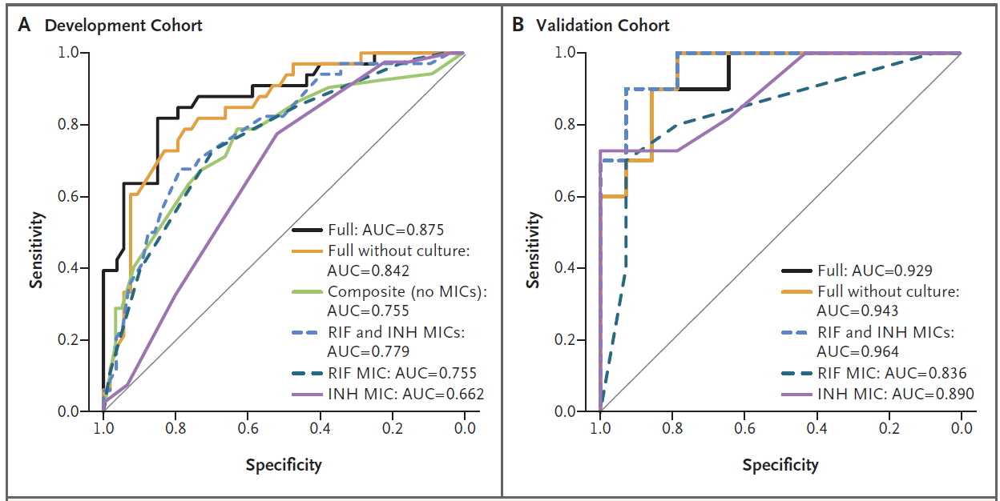 A Development Cohort
1.0
0.8
0.6
0.4
0.2
0.0
Sensitivity
1.0 0.8 0.6 0.4 0.2 0.0
Specificity
Full: AUC=0.875
Full without culture:
AUC=0.842
Composite (no MICs):
AUC=0.755
RIF and INH MICs:
AUC=0.779
RIF MIC: AUC=0.755
INH MIC: AUC=0.662
B Validation Cohort
1.0
0.8
0.6
0.4
0.2
0.0
Sensitivity
1.0 0.8 0.6 0.4 0.2 0.0
Specificity
Full: AUC=0.929
Full without culture:
AUC=0.943
RIF and INH MICs:
AUC=0.964
RIF MIC: AUC=0.836
INH MIC: AUC=0.890